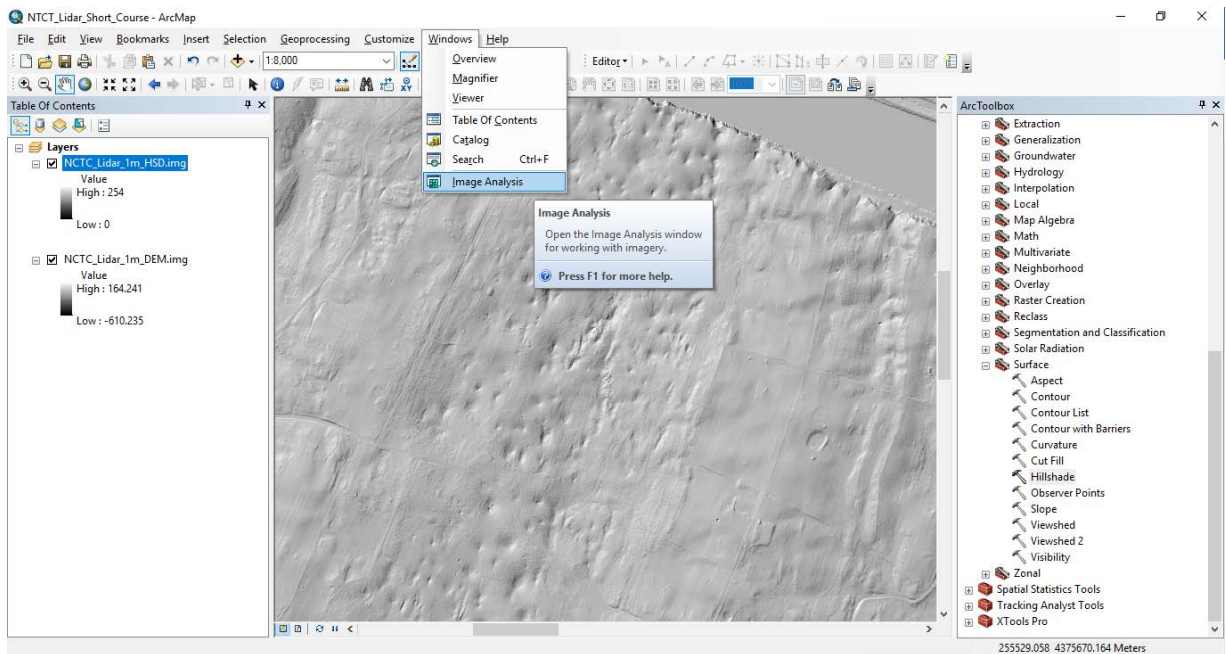 NTCT_Lidar_Short_Course - ArcMap
File Edit View Bookmarks Insert Selection Geoprocessing Customize Windows Help
1:8,000
Editor
Overview
Magnifier
Viewer
Table Of Contents
Catalog
Search Ctrl+F
Image Analysis
Image Analysis
Open the Image Analysis window
for working with imagery.
Press F1 for more help.
Table Of Contents
Layers
NCTC_Lidar_1m_HSD.img
Value
High : 254
Low : 0
NCTC_Lidar_1m_DEM.img
Value
High : 164.241
Low : -610.235
ArcToolbox
Extraction
Generalization
Groundwater
Hydrology
Interpolation
Local
Map Algebra
Math
Multivariate
Neighborhood
Overlay
Raster Creation
Reclass
Segmentation and Classification
Solar Radiation
Surface
Aspect
Contour
Contour List
Contour with Barriers
Curvature
Cut Fill
Hillshade
Observer Points
Slope
Viewshed
Viewshed 2
Visibility
Zonal
Spatial Statistics Tools
Tracking Analyst Tools
XTools Pro
255529.058 4375670.164 Meters